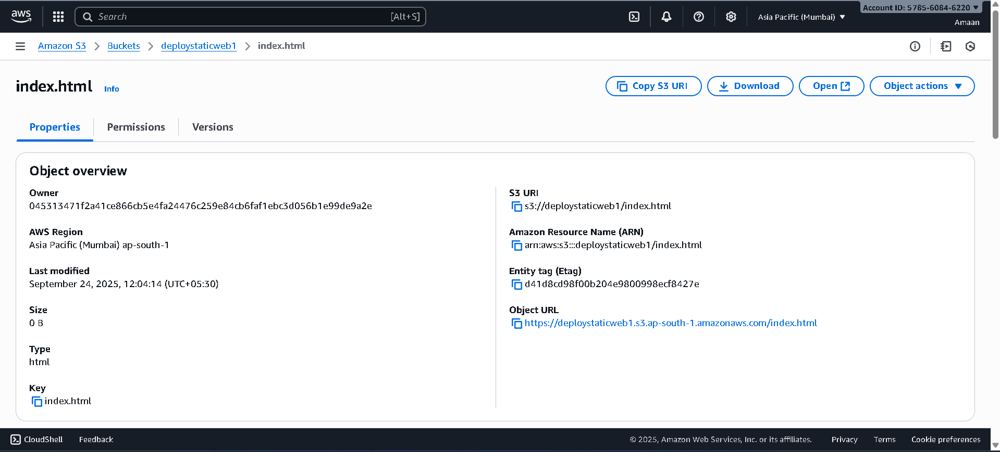 aws
Search [Alt+S]
Asia Pacific (Mumbai)
Account ID: 5785-6084-6220
Amaan
Amazon S3 > Buckets > deploystaticweb1 > index.html
index.html Info
Copy S3 URI Download Open Object actions
Properties Permissions Versions
Object overview
Owner
045313471f2a41ce866cb5e4fa24476c259e84cb6faf1ebc3d056b1e99de9a2e
AWS Region
Asia Pacific (Mumbai) ap-south-1
Last modified
September 24, 2025, 12:04:14 (UTC+05:30)
Size
0 B
Type
html
Key
index.html
S3 URI
s3://deploystaticweb1/index.html
Amazon Resource Name (ARN)
arn:aws:s3:::deploystaticweb1/index.html
Entity tag (Etag)
d41d8cd98f00b204e9800998ecf8427e
Object URL
https://deploystaticweb1.s3.ap-south-1.amazonaws.com/index.html
CloudShell Feedback © 2025, Amazon Web Services, Inc. or its affiliates. Privacy Terms Cookie preferences